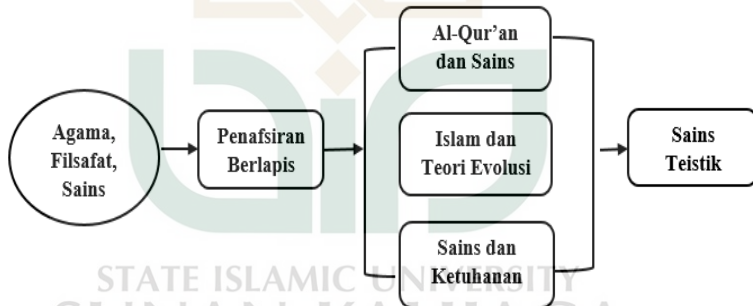 Agama,
Filsafat,
Sains
Penafsiran
Berlapis
Al-Qur'an
dan Sains
Islam dan
Teori Evolusi
Sains dan
Ketuhanan
Sains
Teistik
STATE ISLAMIC UNIVERSITY